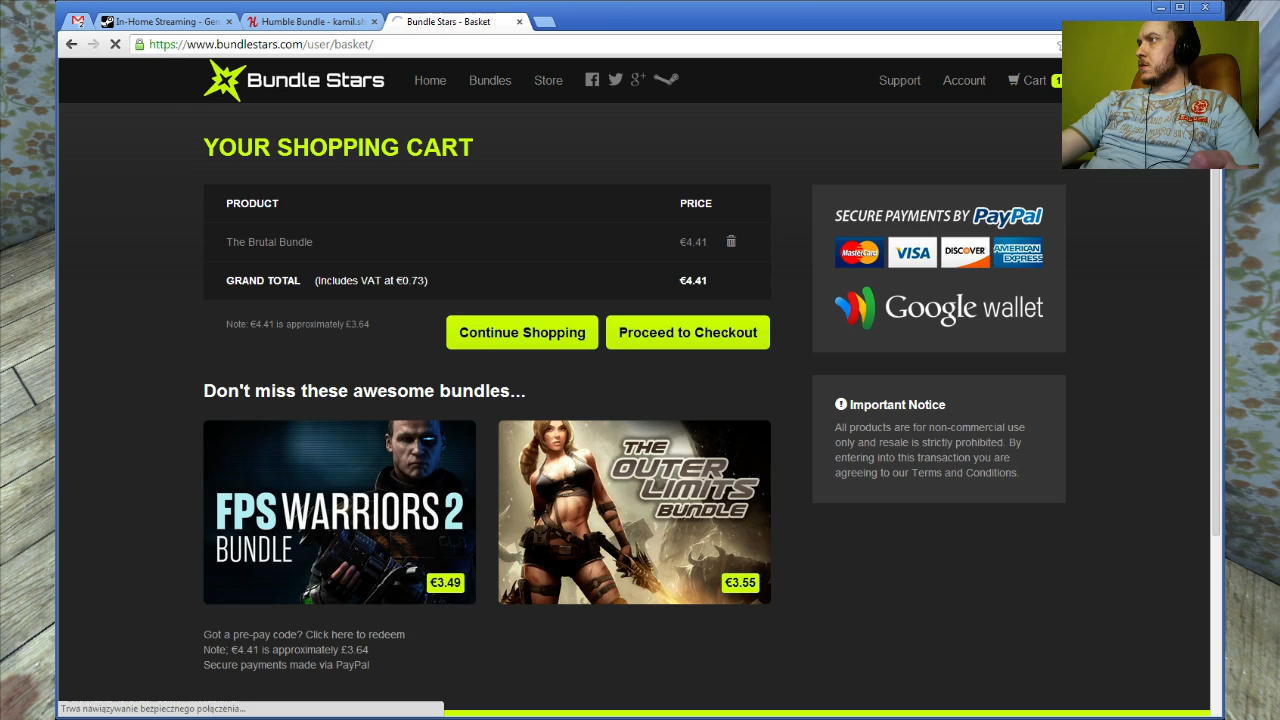 In-Home Streaming - Gen
Humble Bundle - kamil.sh
Bundle Stars - Basket
https://www.bundlestars.com/user/basket/
Bundle Stars
Home
Bundles
Store
Support
Account
Cart
1
YOUR SHOPPING CART
PRODUCT
PRICE
The Brutal Bundle
€4.41
GRAND TOTAL (includes VAT at €0.73)
€4.41
Note: €4.41 is approximately £3.64
Continue Shopping
Proceed to Checkout
SECURE PAYMENTS BY PayPal
MasterCard
VISA
DISCOVER
AMERICAN EXPRESS
Google wallet
Important Notice
All products are for non-commercial use
only and resale is strictly prohibited. By
entering into this transaction you are
agreeing to our Terms and Conditions.
Don't miss these awesome bundles...
FPS WARRIORS 2
BUNDLE
€3.49
THE
OUTER
LIMITS
BUNDLE
€3.55
Got a pre-pay code? Click here to redeem
Note; €4.41 is approximately £3.64
Secure payments made via PayPal
Trwa nawiązywanie bezpiecznego połączenia...